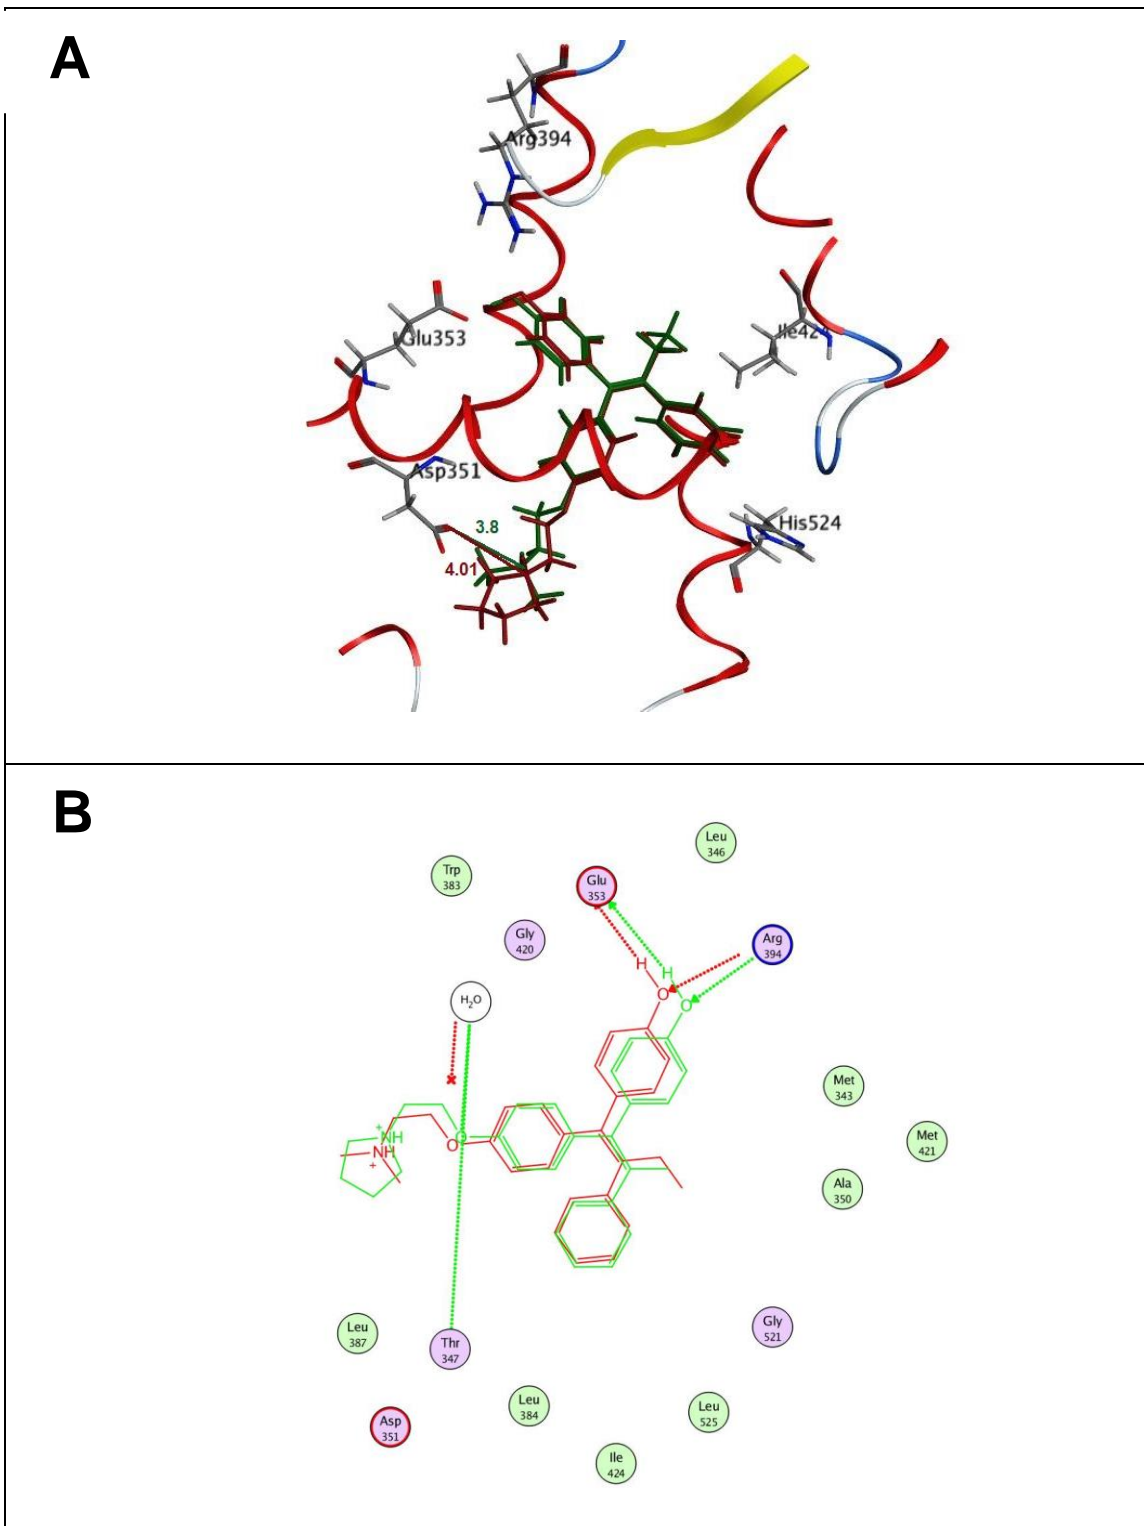 A
Arg394
Glu353
Ile424
Asp351
3.8
His524
4.01
B
Leu
346
Trp
383
Glu
353
Gly
420
Arg
394
H
H
H₂O
O
O
Met
343
+
NH
O
Met
421
NH
O
+
Ala
350
Leu
387
Thr
347
Gly
521
Leu
384
Leu
525
Asp
351
Ile
424